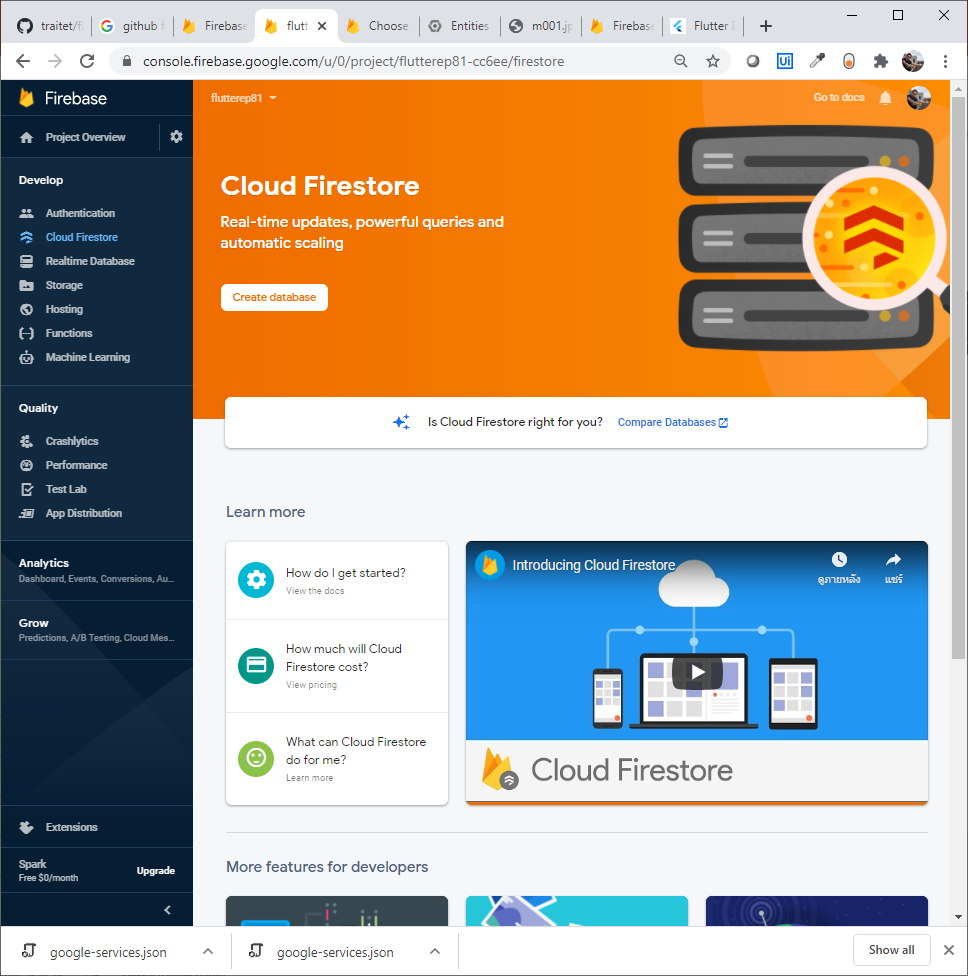 traitet/fl
github f
Firebase
flutt
Choose
Entities
m001.jp
Firebase
Flutter
console.firebase.google.com/u/0/project/flutterep81-cc6ee/firestore
Firebase
flutterep81
Go to docs
Project Overview
Develop
Authentication
Cloud Firestore
Realtime Database
Storage
Hosting
Functions
Machine Learning
Quality
Crashlytics
Performance
Test Lab
App Distribution
Analytics
Dashboard, Events, Conversions, Au...
Grow
Predictions, A/B Testing, Cloud Mes...
Extensions
Spark
Free $0/month
Upgrade
Cloud Firestore
Real-time updates, powerful queries and
automatic scaling
Create database
Is Cloud Firestore right for you?
Compare Databases
Learn more
How do I get started?
View the docs
How much will Cloud
Firestore cost?
View pricing
What can Cloud Firestore
do for me?
Learn more
Introducing Cloud Firestore
ดูภายหลัง
แชร์
Cloud Firestore
More features for developers
google-services.json
google-services.json
Show all